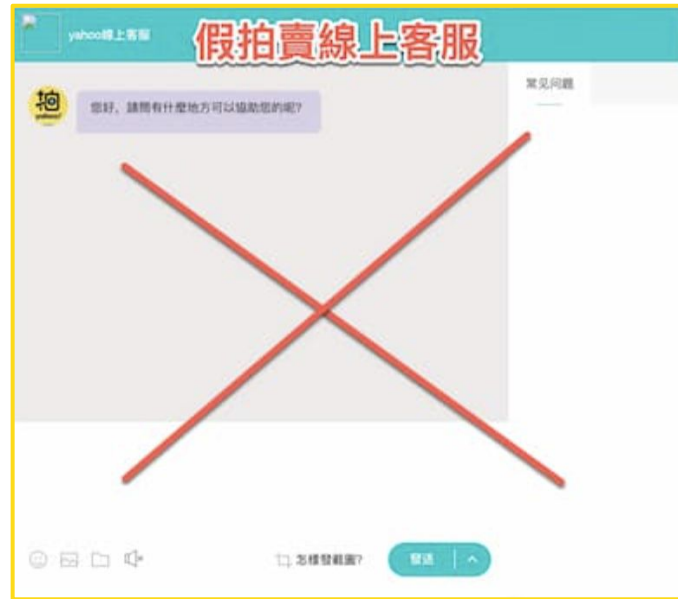 yahoo線上客服
假拍賣線上客服
常见问题
拍
yahoo!
您好，請問有什麼地方可以協助您的呢?
怎樣發截圖?
發送